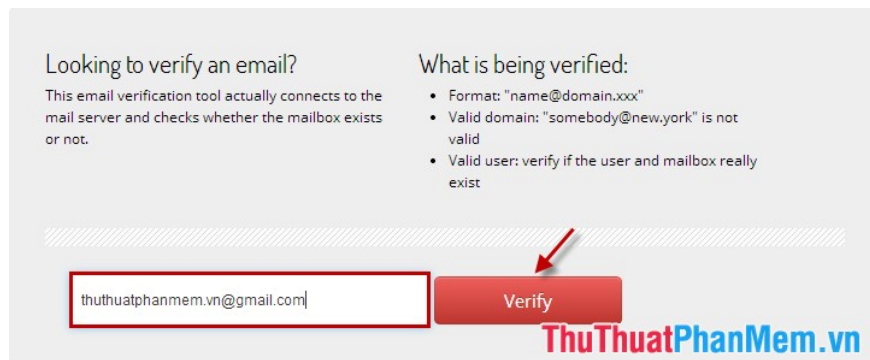 Looking to verify an email?
This email verification tool actually connects to the
mail server and checks whether the mailbox exists
or not.
What is being verified:
• Format: "name@domain.xxx"
• Valid domain: "somebody@new.york" is not
valid
• Valid user: verify if the user and mailbox really
exist
thuthuatphanmem.vn@gmail.com
Verify
ThuThuatPhanMem.vn